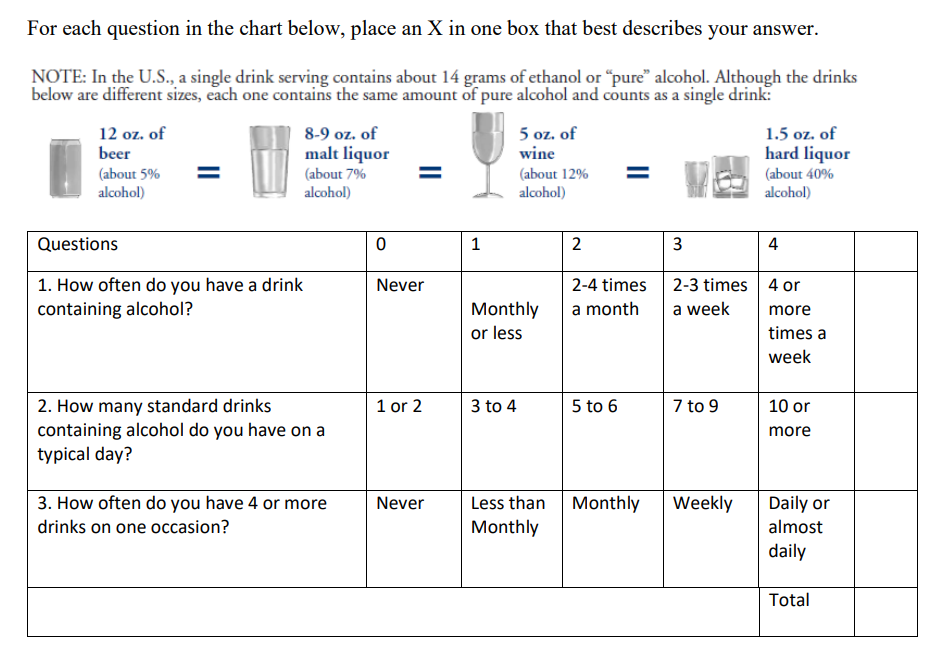 For each question in the chart below, place an X in one box that best describes your answer.
NOTE: In the U.S., a single drink serving contains about 14 grams of ethanol or “pure” alcohol. Although the drinks
below are different sizes, each one contains the same amount of pure alcohol and counts as a single drink:
12 oz. of
beer
(about 5%
alcohol)
=
8-9 oz. of
malt liquor
(about 7%
alcohol)
=
5 oz. of
wine
(about 12%
alcohol)
=
1.5 oz. of
hard liquor
(about 40%
alcohol)
Questions
0
1
2
3
4
1. How often do you have a drink
containing alcohol?
Never
Monthly
or less
2-4 times
a month
2-3 times
a week
4 or
more
times a
week
2. How many standard drinks
containing alcohol do you have on a
typical day?
1 or 2
3 to 4
5 to 6
7 to 9
10 or
more
3. How often do you have 4 or more
drinks on one occasion?
Never
Less than
Monthly
Monthly
Weekly
Daily or
almost
daily
Total